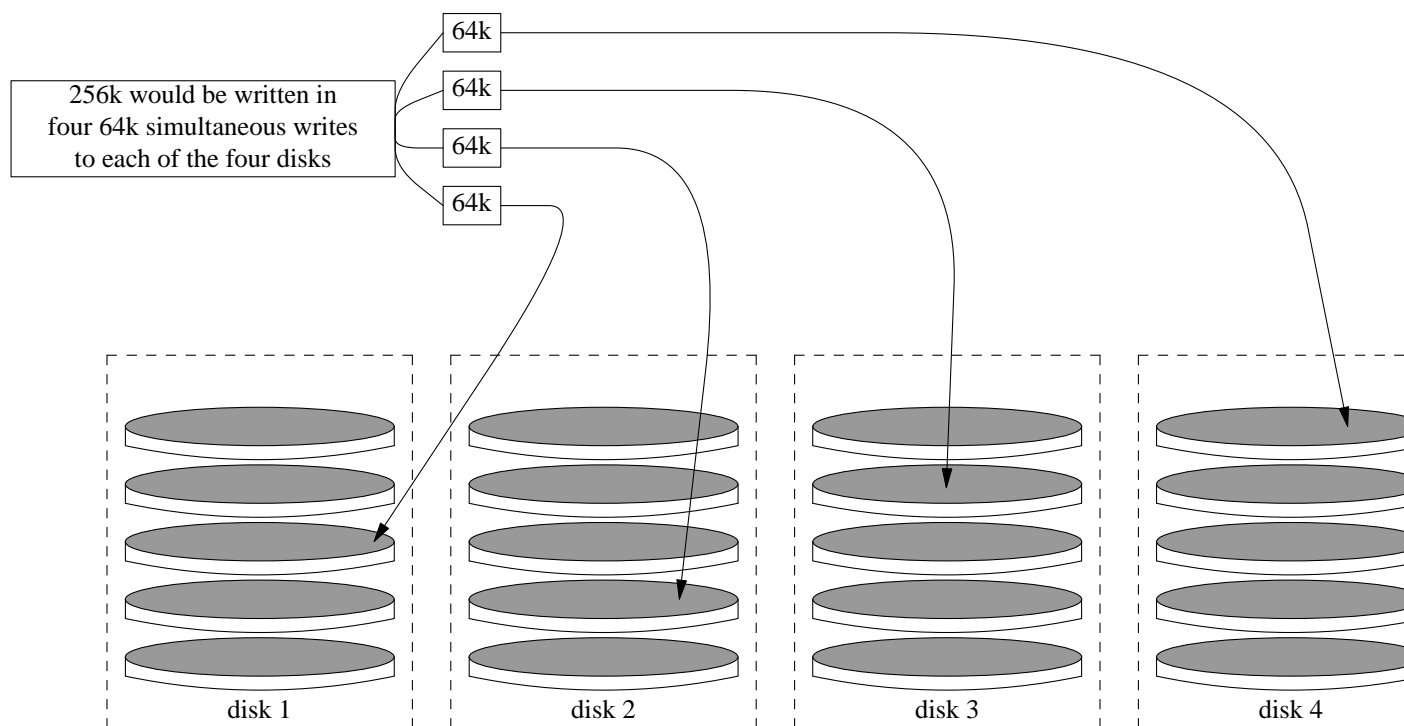 64k
256k would be written in
four 64k simultaneous writes
to each of the four disks
64k
64k
64k
disk 1
disk 2
disk 3
disk 4